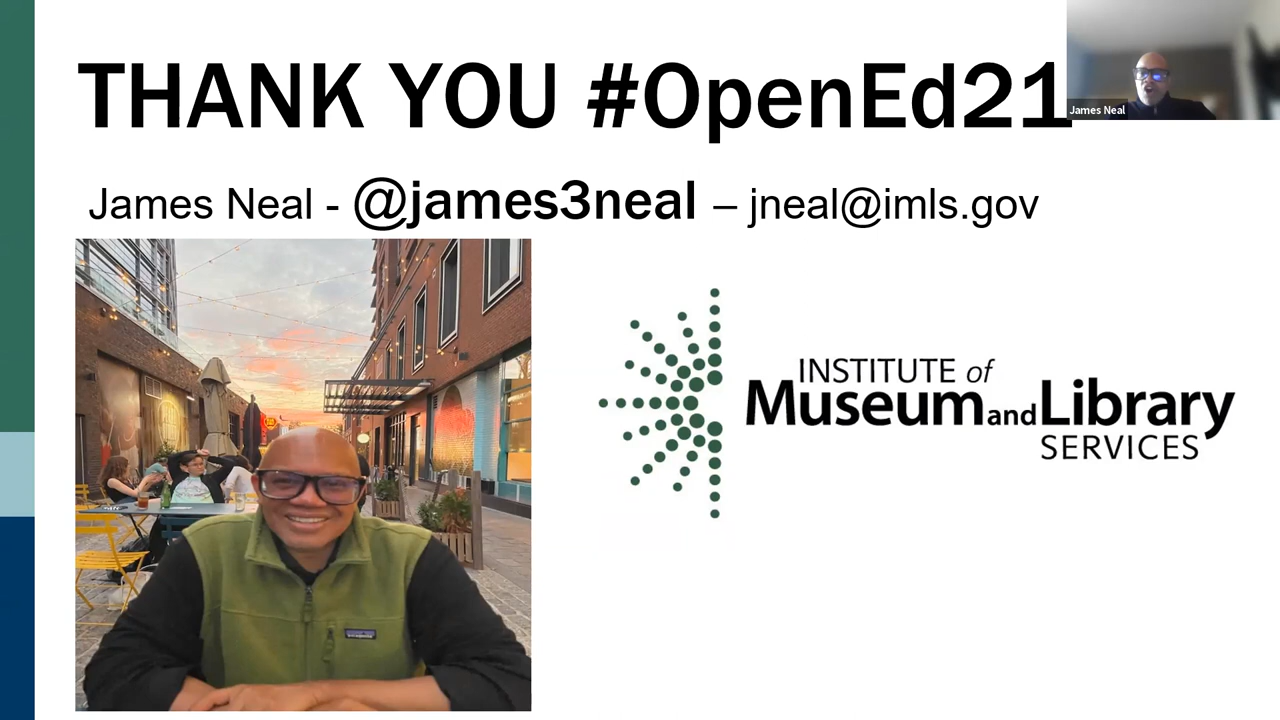 THANK YOU #OpenEd21
James Neal
James Neal - @james3neal – jneal@imls.gov
INSTITUTE of
Museum and Library
SERVICES